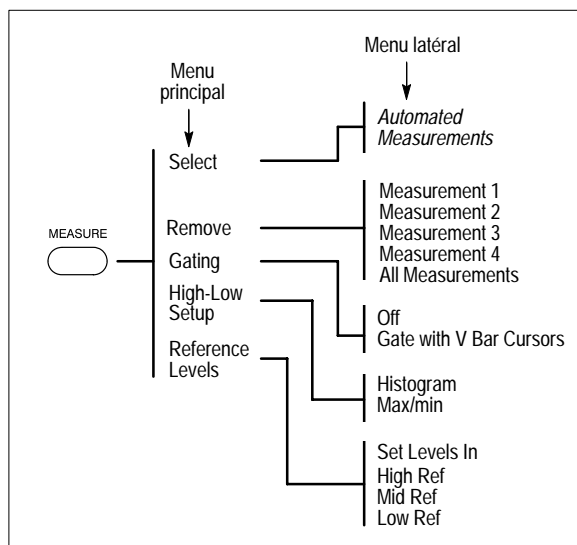 Menu latéral
Menu
principal
Automated
Measurements
Select
Measurement 1
Measurement 2
Measurement 3
Measurement 4
All Measurements
Remove
MEASURE
Gating
High-Low
Setup
Off
Gate with V Bar Cursors
Reference
Levels
Histogram
Max/min
Set Levels In
High Ref
Mid Ref
Low Ref